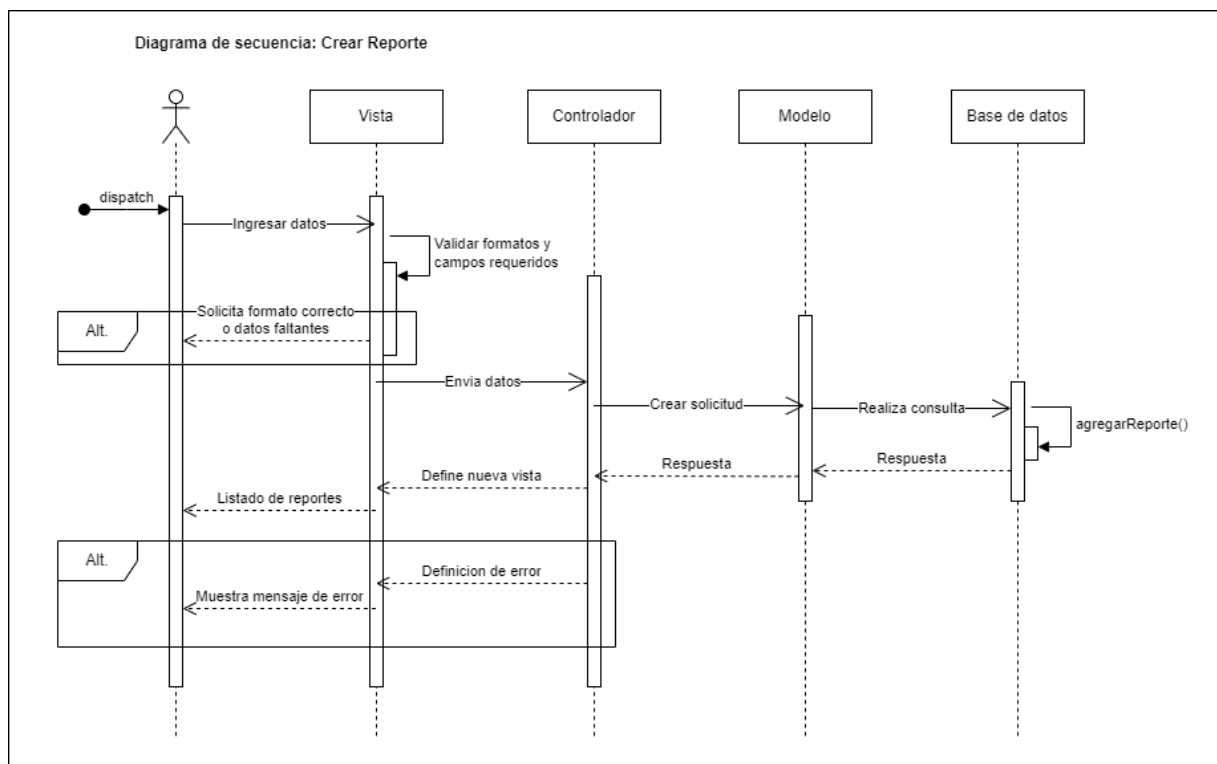 Diagrama de secuencia: Crear Reporte
Vista
Controlador
Modelo
Base de datos
dispatch
Ingresar datos
Validar formatos y
campos requeridos
Alt.
Solicita formato correcto
o datos faltantes
Envia datos
Crear solicitud
Realiza consulta
agregarReporte()
Respuesta
Respuesta
Define nueva vista
Listado de reportes
Alt.
Definicion de error
Muestra mensaje de error